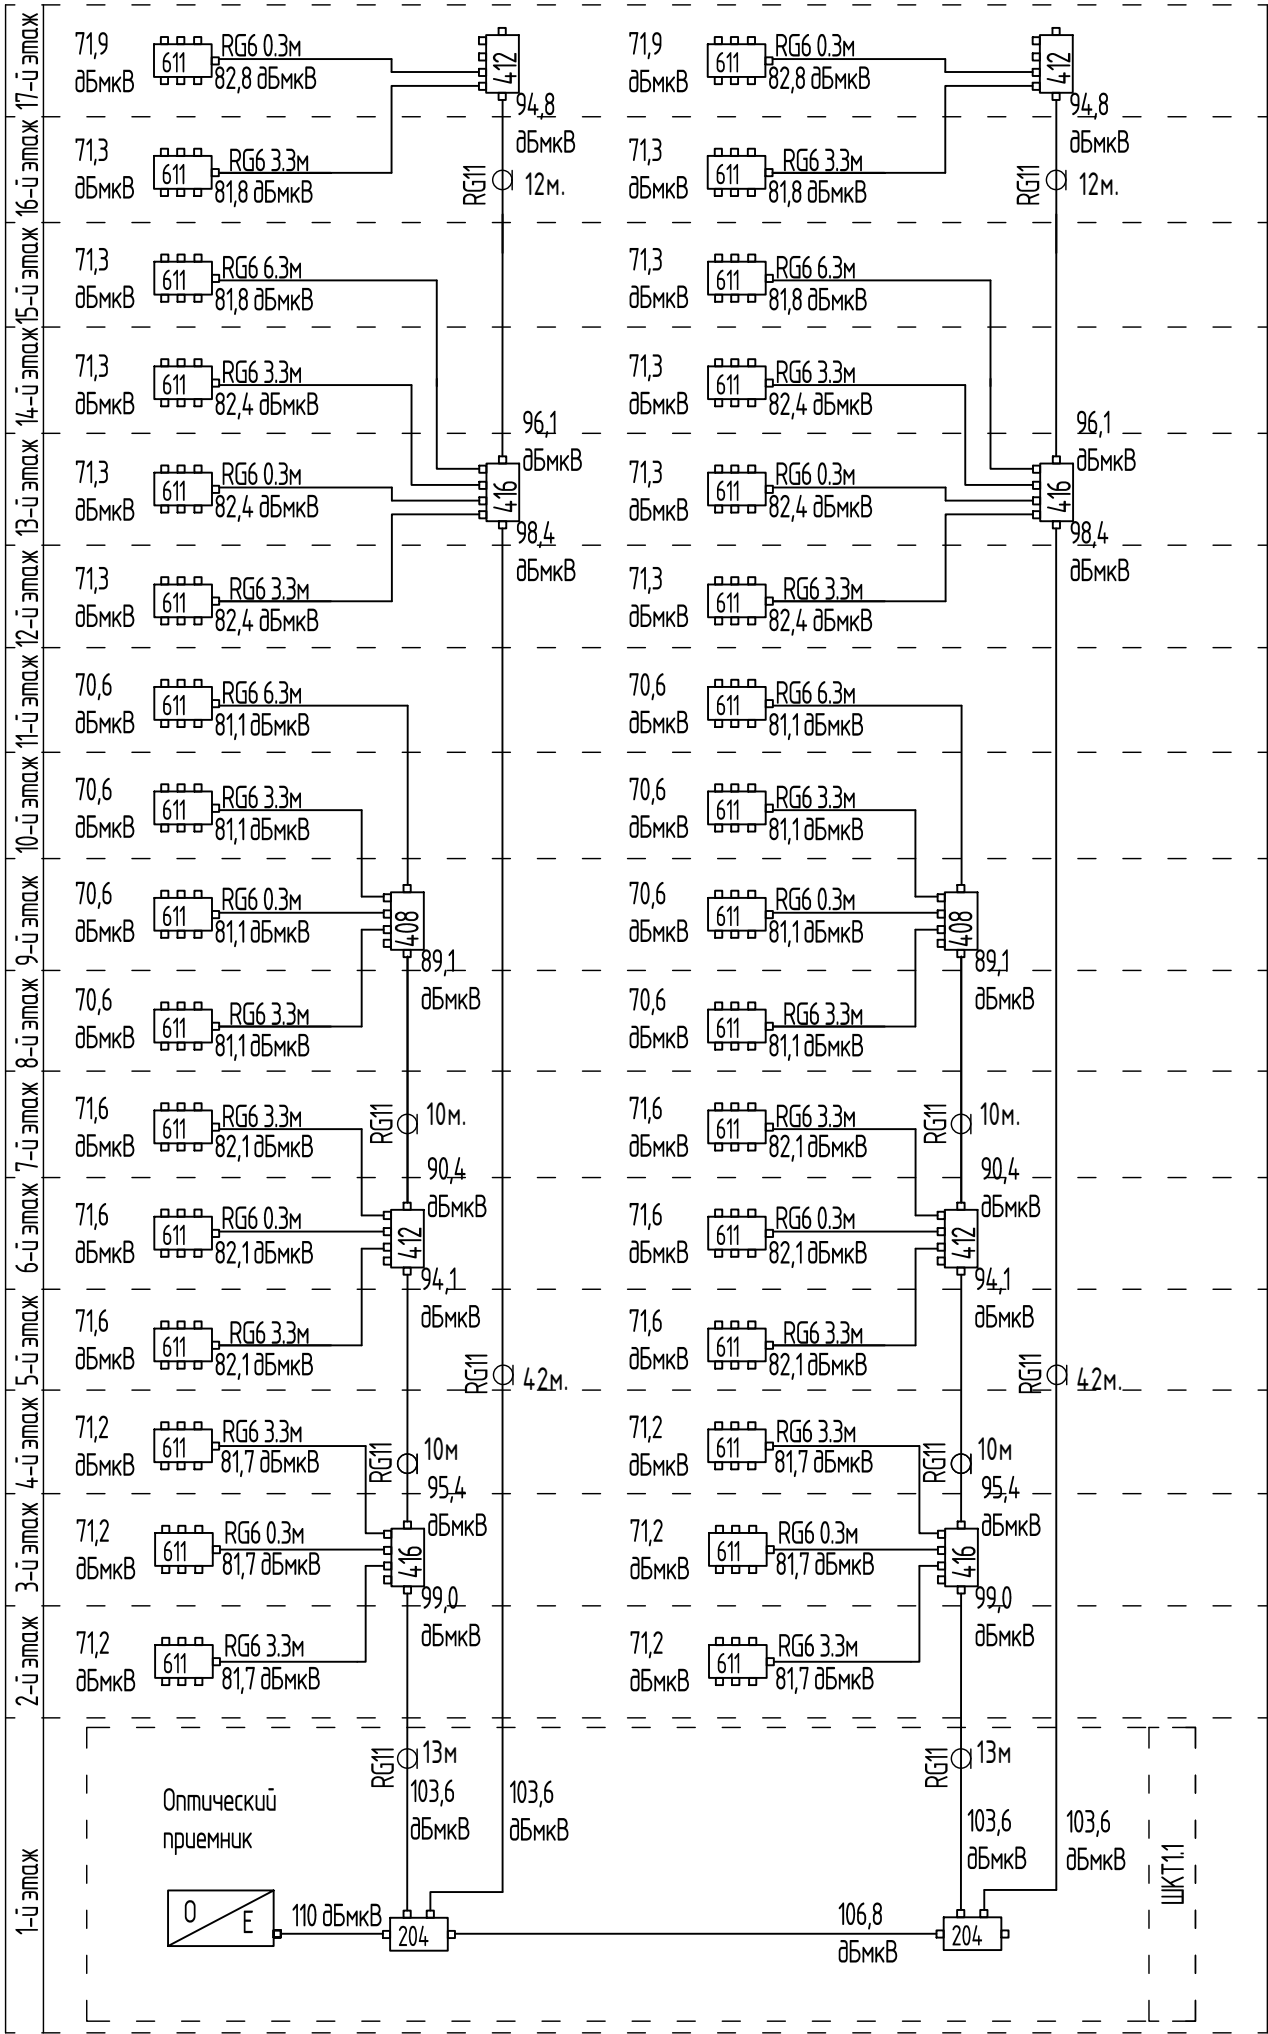 17-й этаж
71,9
дБмкВ
611
RG6 0.3м
82,8 дБмкВ
412
94,8
дБмкВ
71,9
дБмкВ
611
RG6 0.3м
82,8 дБмкВ
412
94,8
дБмкВ
16-й этаж
71,3
дБмкВ
611
RG6 3.3м
81,8 дБмкВ
RG11
12м.
71,3
дБмкВ
611
RG6 3.3м
81,8 дБмкВ
RG11
12м.
15-й этаж
71,3
дБмкВ
611
RG6 6.3м
81,8 дБмкВ
71,3
дБмкВ
611
RG6 6.3м
81,8 дБмкВ
14-й этаж
71,3
дБмкВ
611
RG6 3.3м
82,4 дБмкВ
96,1
дБмкВ
71,3
дБмкВ
611
RG6 3.3м
82,4 дБмкВ
96,1
дБмкВ
13-й этаж
71,3
дБмкВ
611
RG6 0.3м
82,4 дБмкВ
416
98,4
дБмкВ
71,3
дБмкВ
611
RG6 0.3м
82,4 дБмкВ
416
98,4
дБмкВ
12-й этаж
71,3
дБмкВ
611
RG6 3.3м
82,4 дБмкВ
71,3
дБмкВ
611
RG6 3.3м
82,4 дБмкВ
11-й этаж
70,6
дБмкВ
611
RG6 6.3м
81,1 дБмкВ
70,6
дБмкВ
611
RG6 6.3м
81,1 дБмкВ
10-й этаж
70,6
дБмкВ
611
RG6 3.3м
81,1 дБмкВ
70,6
дБмкВ
611
RG6 3.3м
81,1 дБмкВ
9-й этаж
70,6
дБмкВ
611
RG6 0.3м
81,1 дБмкВ
408
89,1
дБмкВ
70,6
дБмкВ
611
RG6 0.3м
81,1 дБмкВ
408
89,1
дБмкВ
8-й этаж
70,6
дБмкВ
611
RG6 3.3м
81,1 дБмкВ
70,6
дБмкВ
611
RG6 3.3м
81,1 дБмкВ
7-й этаж
71,6
дБмкВ
611
RG6 3.3м
82,1 дБмкВ
RG11
10м.
90,4
дБмкВ
71,6
дБмкВ
611
RG6 3.3м
82,1 дБмкВ
RG11
10м.
90,4
дБмкВ
6-й этаж
71,6
дБмкВ
611
RG6 0.3м
82,1 дБмкВ
412
94,1
дБмкВ
71,6
дБмкВ
611
RG6 0.3м
82,1 дБмкВ
412
94,1
дБмкВ
5-й этаж
71,6
дБмкВ
611
RG6 3.3м
82,1 дБмкВ
RG11
42м.
71,6
дБмкВ
611
RG6 3.3м
82,1 дБмкВ
RG11
42м.
4-й этаж
71,2
дБмкВ
611
RG6 3.3м
81,7 дБмкВ
RG11
10м
95,4
дБмкВ
71,2
дБмкВ
611
RG6 3.3м
81,7 дБмкВ
RG11
10м
95,4
дБмкВ
3-й этаж
71,2
дБмкВ
611
RG6 0.3м
81,7 дБмкВ
416
99,0
дБмкВ
71,2
дБмкВ
611
RG6 0.3м
81,7 дБмкВ
416
99,0
дБмкВ
2-й этаж
71,2
дБмкВ
611
RG6 3.3м
81,7 дБмкВ
71,2
дБмкВ
611
RG6 3.3м
81,7 дБмкВ
1-й этаж
RG11
13м
103,6
дБмкВ
103,6
дБмкВ
RG11
13м
103,6
дБмкВ
103,6
дБмкВ
Оптический
приемник
О
Е
110 дБмкВ
204
106,8
дБмкВ
204
ШКТ1.1